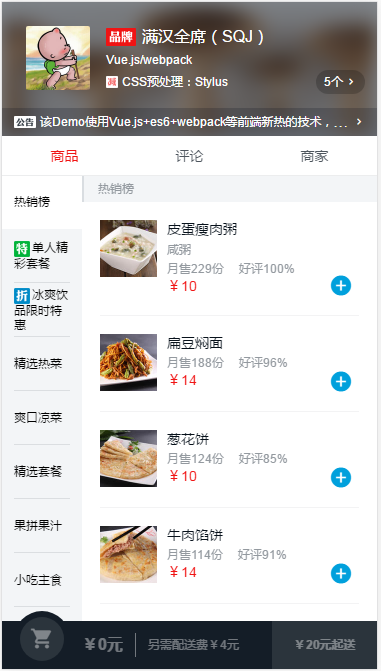 品牌 满汉全席（SQJ）
Vue.js/webpack
减 CSS预处理：Stylus
5个 >
公告 该Demo使用Vue.js+es6+webpack等前端新热的技术，... >
商品 评论 商家
热销榜
特 单人精
彩套餐
折 冰爽饮
品限时特
惠
精选热菜
爽口凉菜
精选套餐
果拼果汁
小吃主食
热销榜
皮蛋瘦肉粥
咸粥
月售229份 好评100%
￥10
扁豆焖面
月售188份 好评96%
￥14
葱花饼
月售124份 好评85%
￥10
牛肉馅饼
月售114份 好评91%
￥14
￥0元 另需配送费￥4元 ￥20元起送